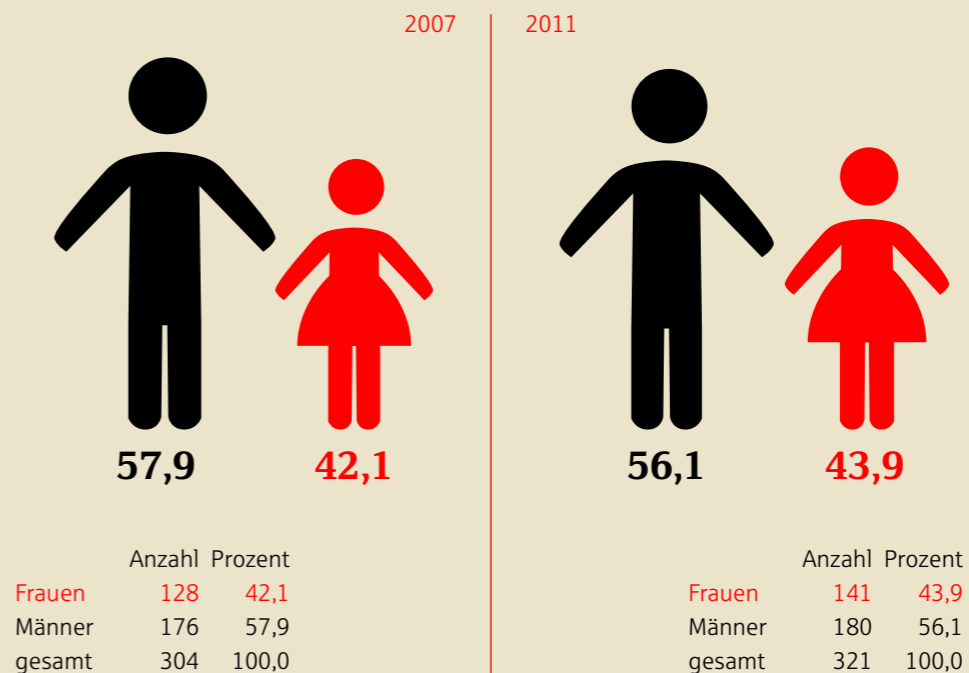 2007
57,9 42,1
Anzahl Prozent
Frauen 128 42,1
Männer 176 57,9
gesamt 304 100,0
2011
56,1 43,9
Anzahl Prozent
Frauen 141 43,9
Männer 180 56,1
gesamt 321 100,0